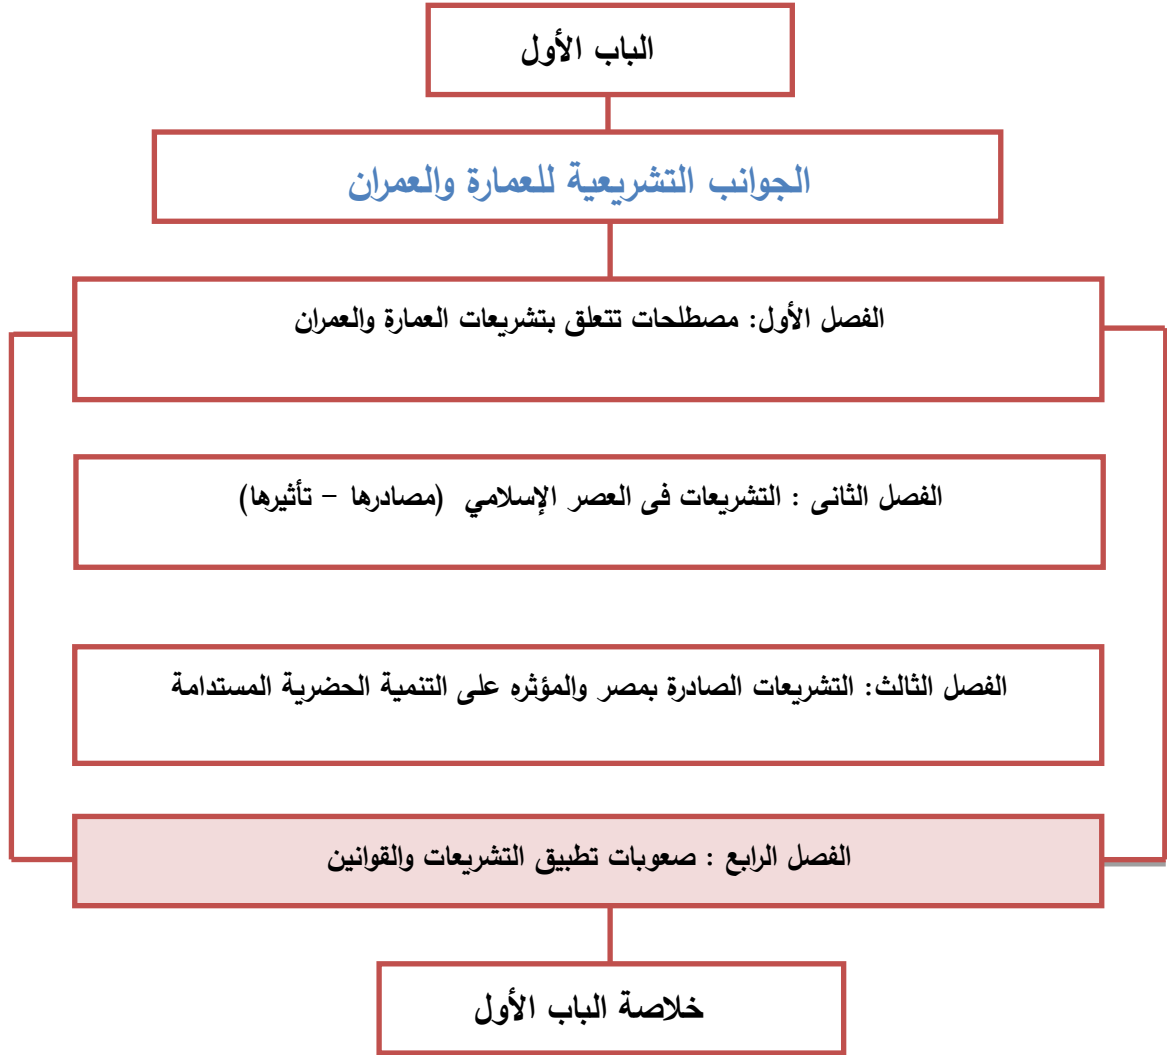 الباب الأول
الجوانب التشريعية للعمارة والعمران
الفصل الأول: مصطلحات تتعلق بتشريعات العمارة والعمران
الفصل الثانى : التشريعات فى العصر الإسلامي (مصادرها - تأثيرها)
الفصل الثالث: التشريعات الصادرة بمصر والمؤثره على التنمية الحضرية المستدامة
الفصل الرابع : صعوبات تطبيق التشريعات والقوانين
خلاصة الباب الأول